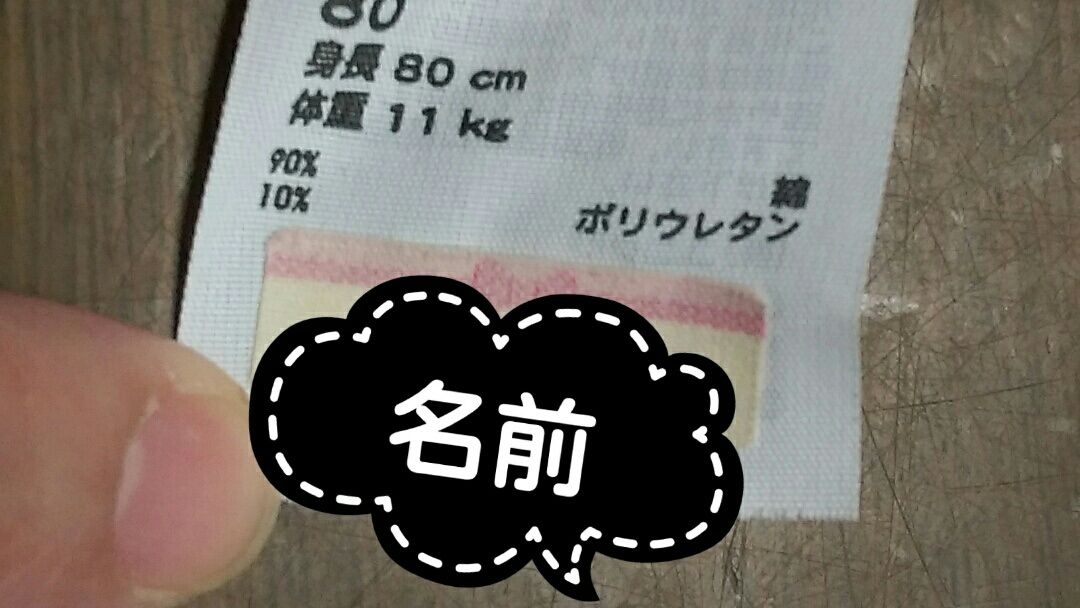 80
身長 80 cm
体重 11 kg
90% 綿
10% ポリウレタン
名前